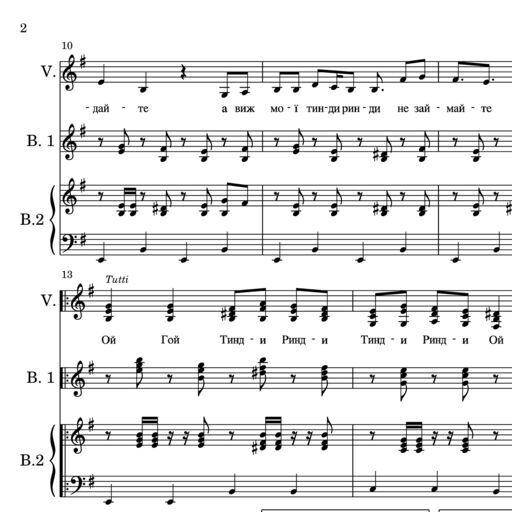 2
10
V.
- дай - те а виж мо - ї тин-ди рин-ди не зай-май-те
B. 1
B.2
13
Tutti
V.
Ой Гой Тинд - и Ринд - и Тинд - и Ринд - и Ой
B. 1
B.2